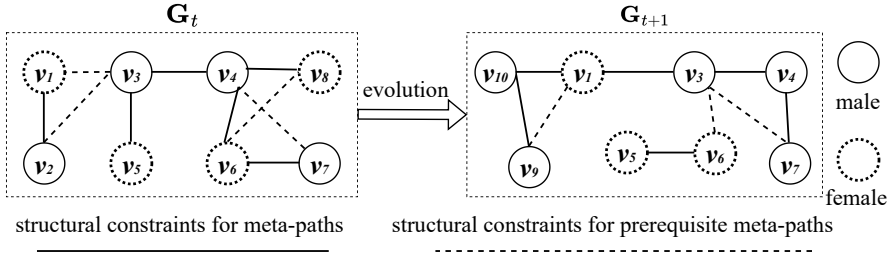 G_t
G_{t+1}
v_1 v_3 v_4 v_8
v_2 v_5 v_6 v_7
evolution
v_10 v_1 v_3 v_4
v_9 v_5 v_6 v_7
male
female
structural constraints for meta-paths
structural constraints for prerequisite meta-paths